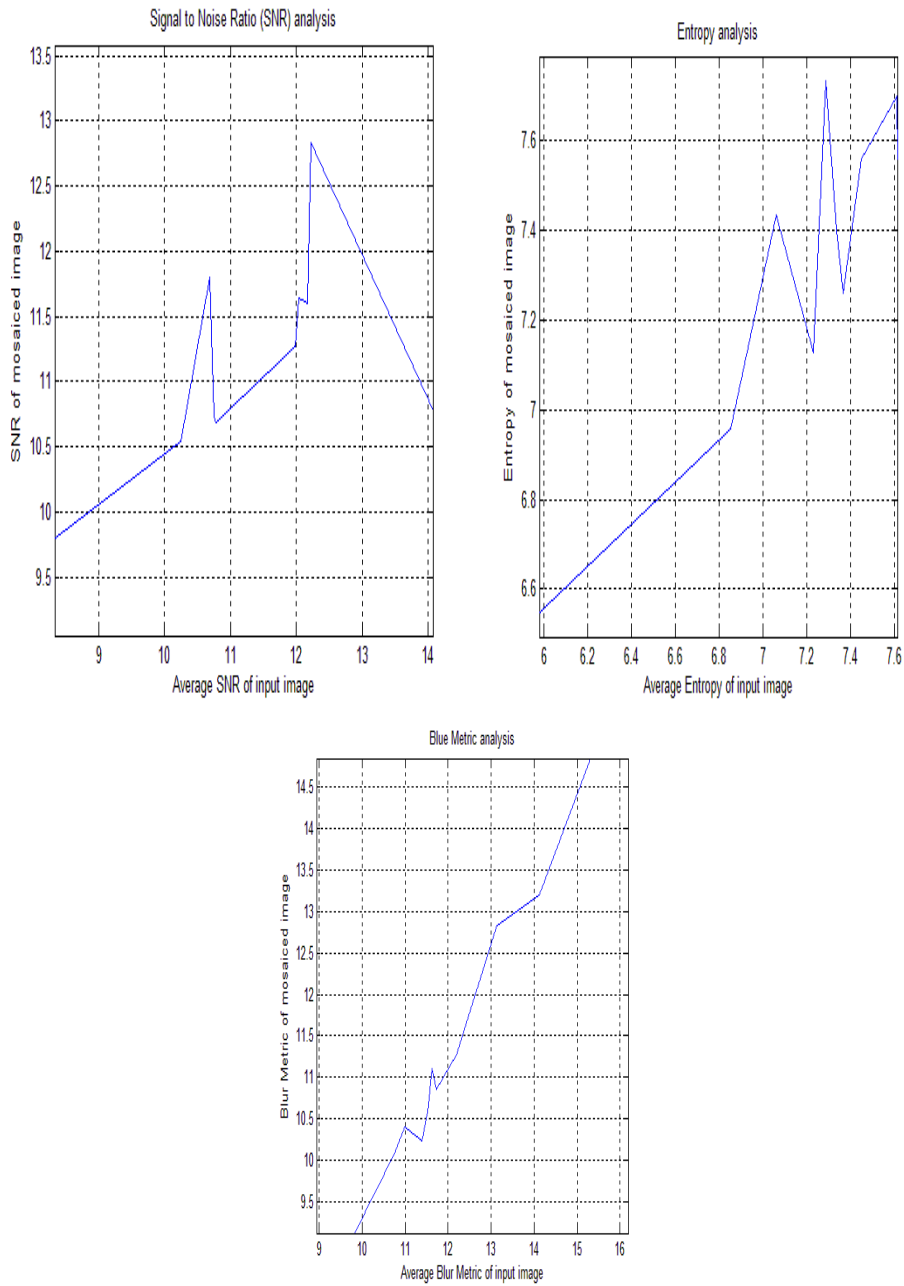 Signal to Noise Ratio (SNR) analysis
SNR of mosaiced image
13.5
13
12.5
12
11.5
11
10.5
10
9.5
9 10 11 12 13 14
Average SNR of input image
Entropy analysis
Entropy of mosaiced image
7.6
7.4
7.2
7
6.8
6.6
6 6.2 6.4 6.6 6.8 7 7.2 7.4 7.6
Average Entropy of input image
Blue Metric analysis
Blur Metric of mosaiced image
14.5
14
13.5
13
12.5
12
11.5
11
10.5
10
9.5
9 10 11 12 13 14 15 16
Average Blur Metric of input image